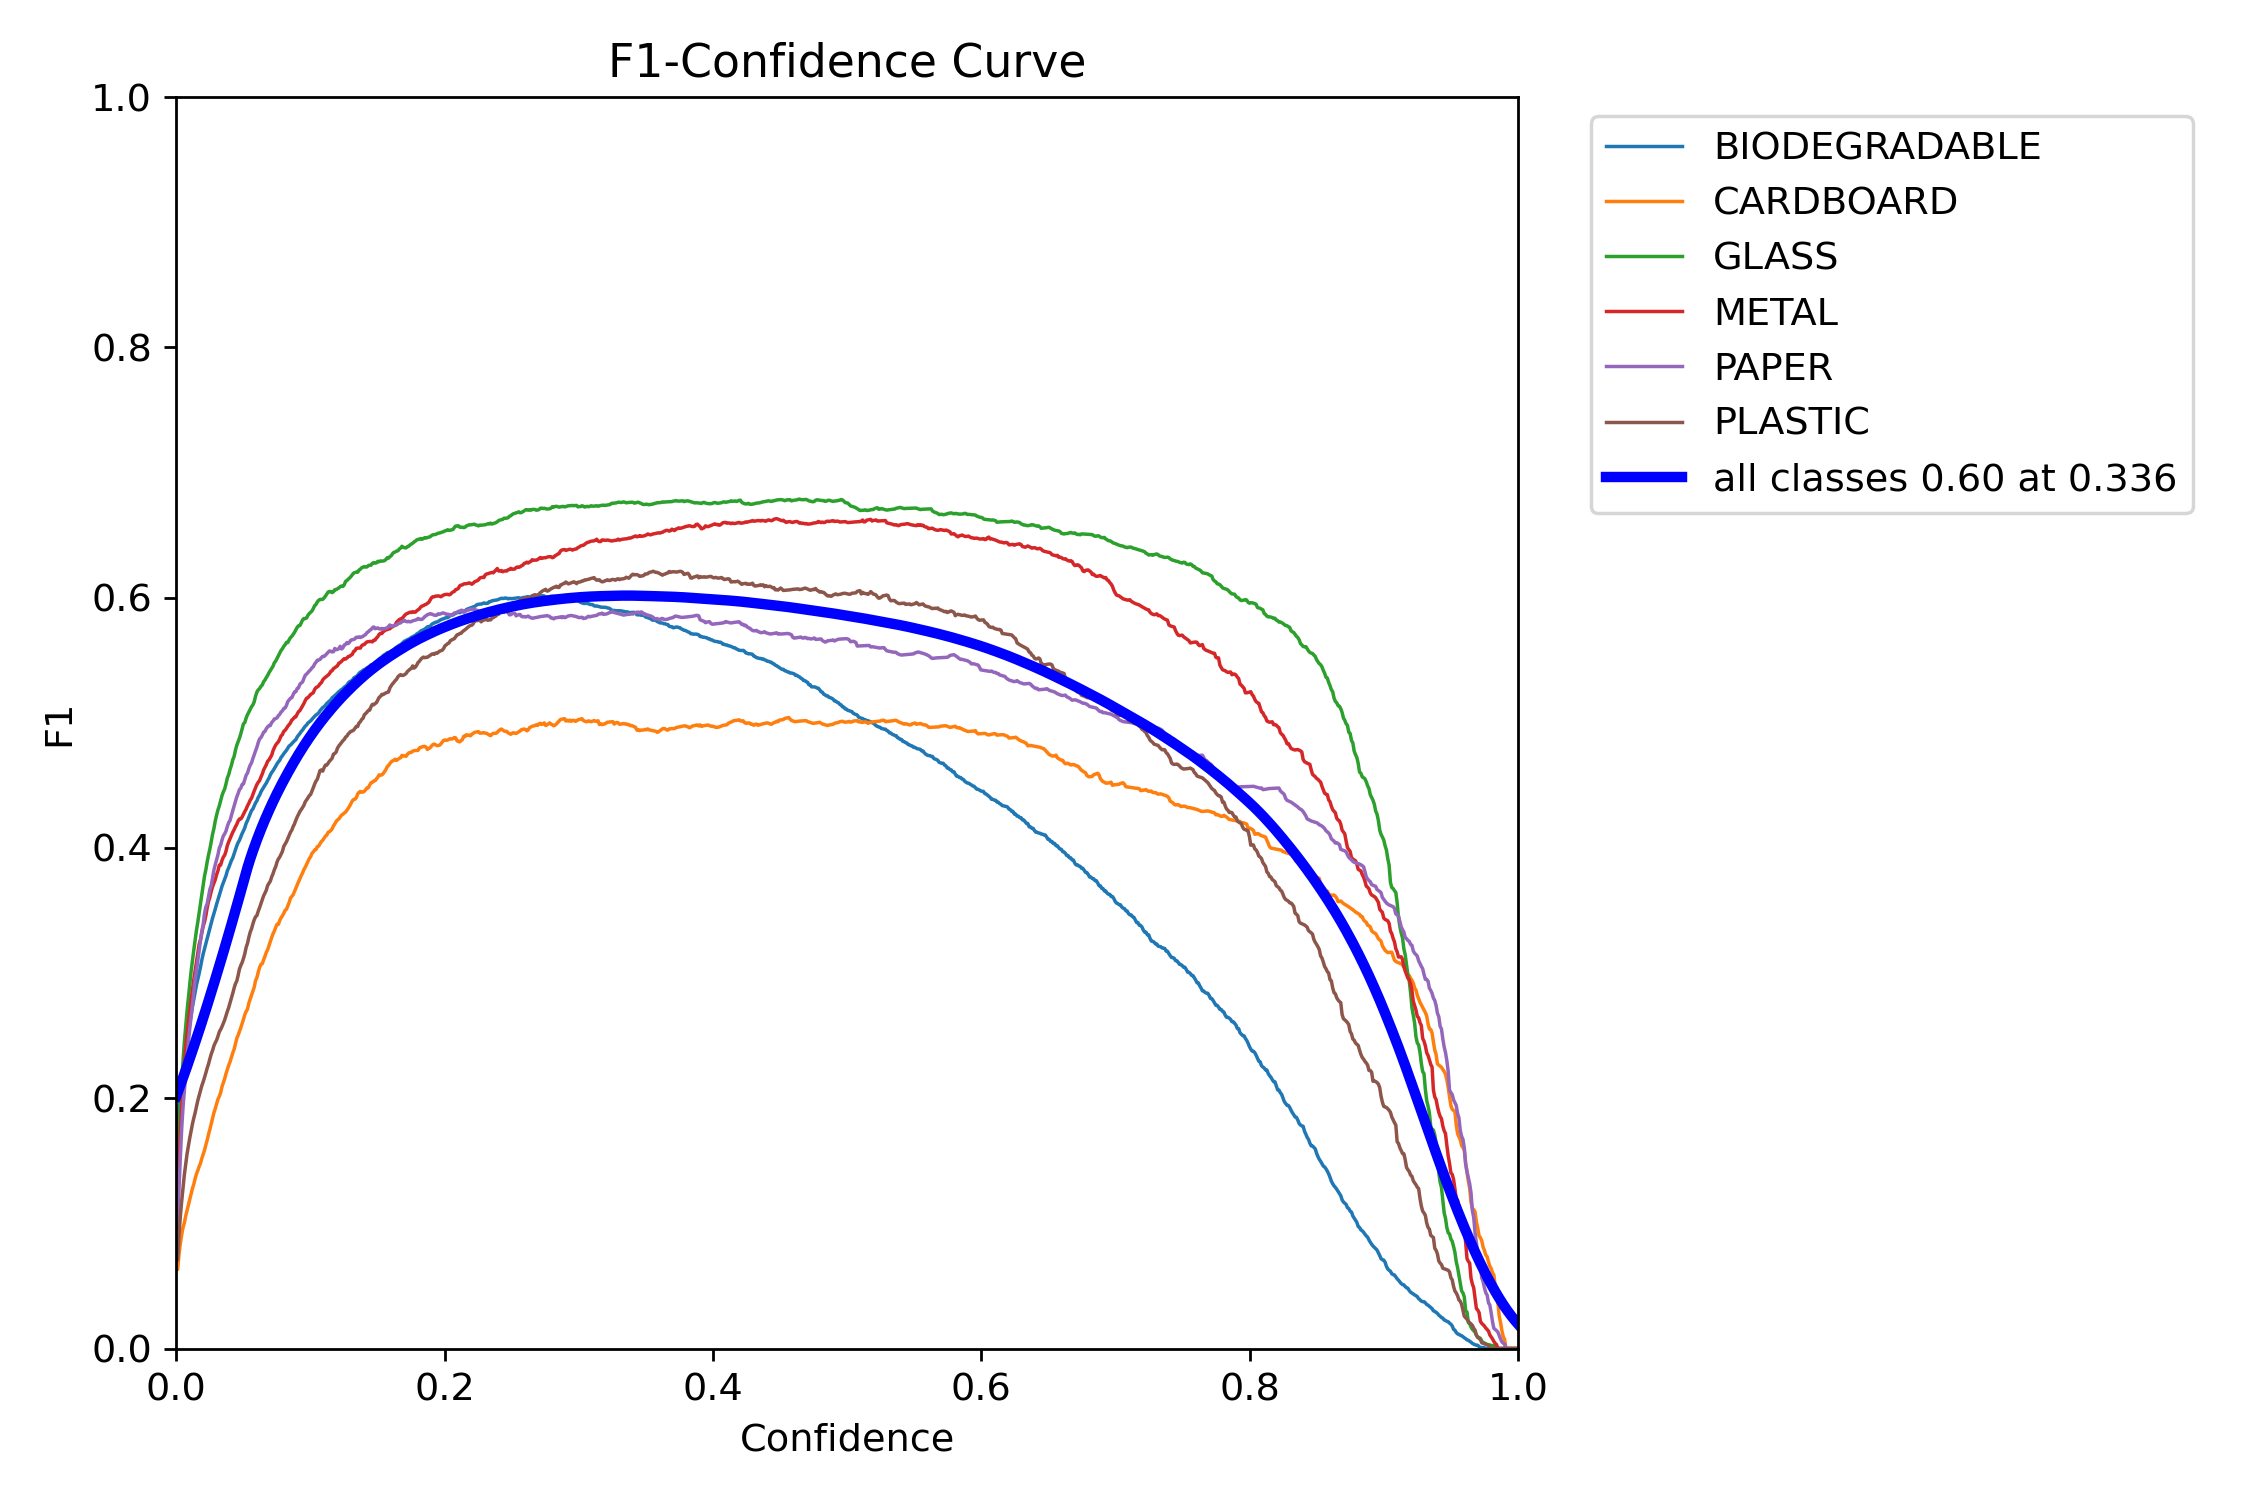 F1-Confidence Curve
1.0
0.8
0.6
0.4
0.2
0.0
F1
0.0 0.2 0.4 0.6 0.8 1.0
Confidence
BIODEGRADABLE
CARDBOARD
GLASS
METAL
PAPER
PLASTIC
all classes 0.60 at 0.336